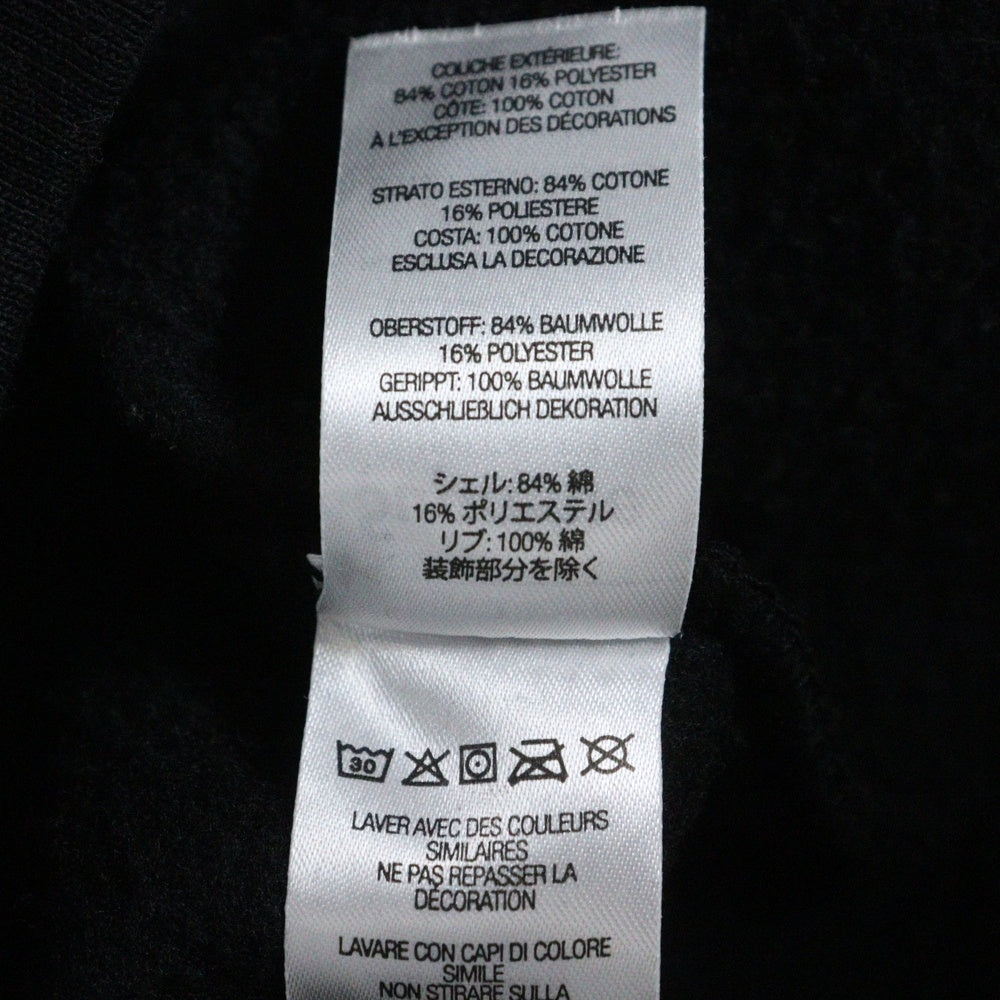 COUCHE EXTÉRIEURE:
84% COTON 16% POLYESTER
CÔTE: 100% COTON
À L'EXCEPTION DES DÉCORATIONS
STRATO ESTERNO: 84% COTONE
16% POLIESTERE
COSTA: 100% COTONE
ESCLUSA LA DECORAZIONE
OBERSTOFF: 84% BAUMWOLLE
16% POLYESTER
GERIPPT: 100% BAUMWOLLE
AUSSCHLIEßLICH DEKORATION
シェル: 84% 綿
16% ポリエステル
リブ: 100% 綿
装飾部分を除く
30
LAVER AVEC DES COULEURS
SIMILAIRES
NE PAS REPASSER LA
DÉCORATION
LAVARE CON CAPI DI COLORE
SIMILE
NON STIRARE SULLA